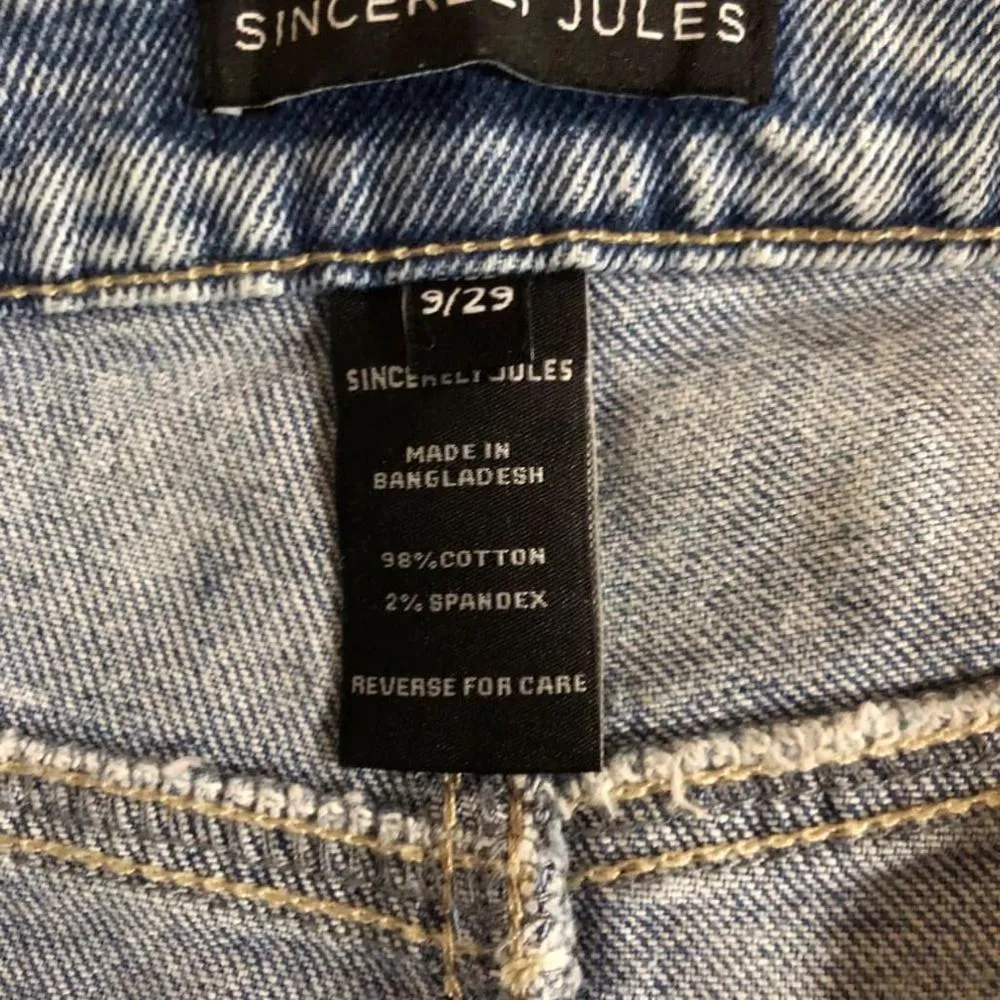 SINCERELY JULES
9/29
SINCERELY JULES
MADE IN
BANGLADESH
98% COTTON
2% SPANDEX
REVERSE FOR CARE